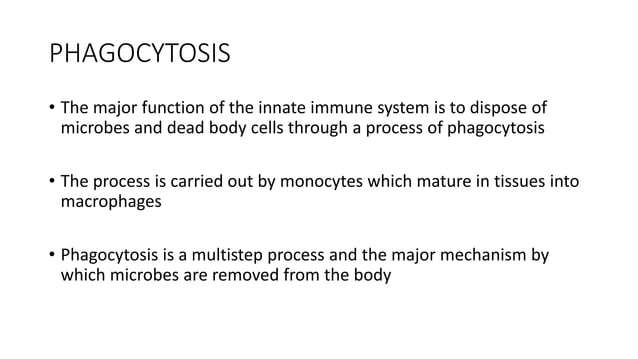 PHAGOCYTOSIS
• The major function of the innate immune system is to dispose of
microbes and dead body cells through a process of phagocytosis
• The process is carried out by monocytes which mature in tissues into
macrophages
• Phagocytosis is a multistep process and the major mechanism by
which microbes are removed from the body